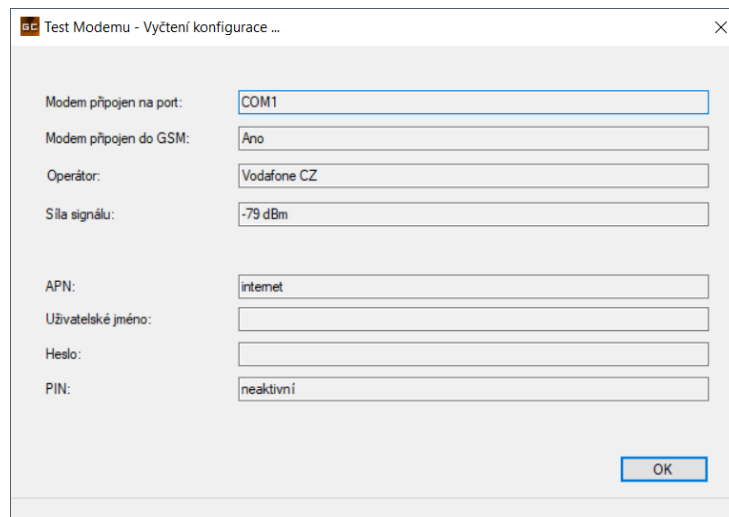 GC Test Modemu - Vyčtení konfigurace ...
Modem připojen na port: COM1
Modem připojen do GSM: Ano
Operátor: Vodafone CZ
Síla signálu: -79 dBm
APN: internet
Uživatelské jméno:
Heslo:
PIN: neaktivní
OK